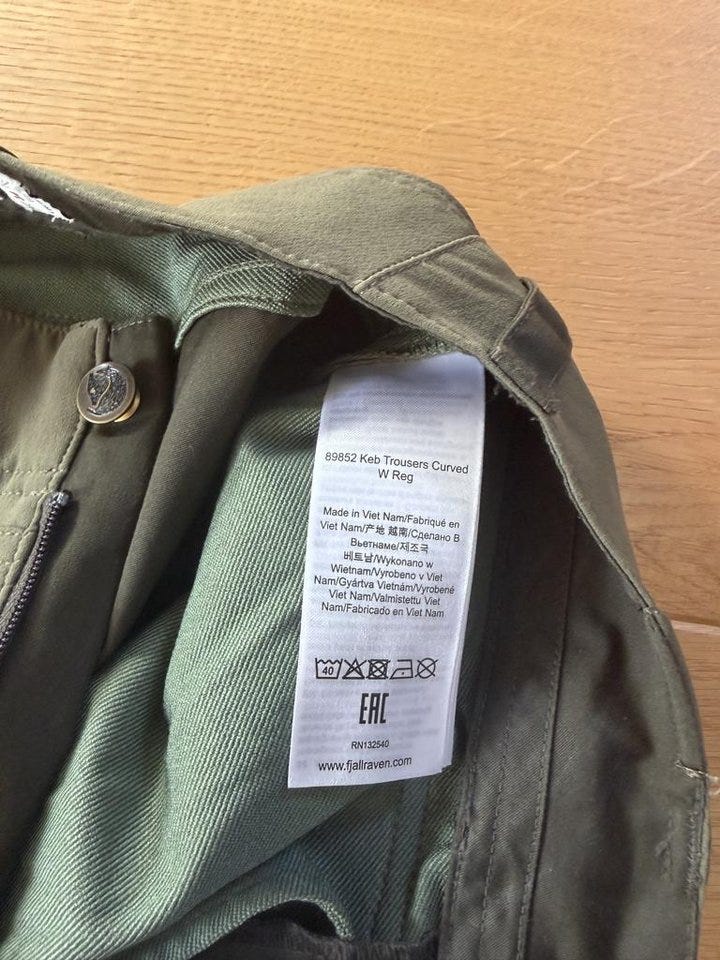 89852 Keb Trousers Curved
W Reg
Made in Viet Nam/Fabriqué en
Viet Nam/产地 越南/Сделано В
Вьетнаме/제조국
베트남/Wykonano w
Wietnam/Vyrobeno v Viet
Nam/Gyártva Vietnám/Vyrobené
Viet Nam/Valmistettu Viet
Nam/Fabricado en Viet Nam
40
EAC
RN132540
www.fjallraven.com